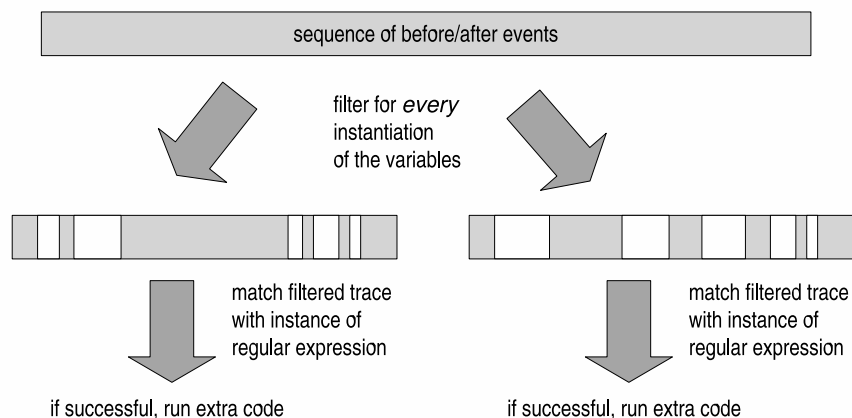 sequence of before/after events
filter for every
instantiation
of the variables
match filtered trace
with instance of
regular expression
match filtered trace
with instance of
regular expression
if successful, run extra code
if successful, run extra code